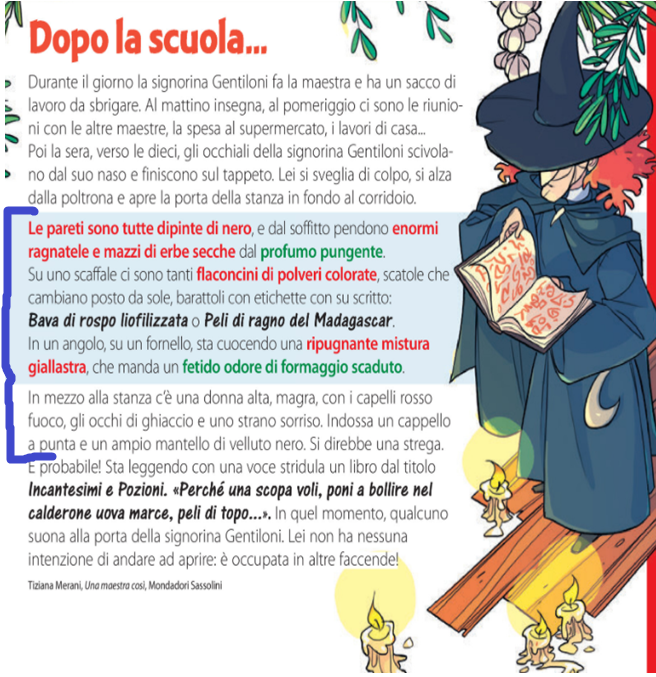 Dopo la scuola...
Durante il giorno la signorina Gentiloni fa la maestra e ha un sacco di
lavoro da sbrigare. Al mattino insegna, al pomeriggio ci sono le riunio-
ni con le altre maestre, la spesa al supermercato, i lavori di casa...
Poi la sera, verso le dieci, gli occhiali della signorina Gentiloni scivola-
no dal suo naso e finiscono sul tappeto. Lei si sveglia di colpo, si alza
dalla poltrona e apre la porta della stanza in fondo al corridoio.
Le pareti sono tutte dipinte di nero, e dal soffitto pendono enormi
ragnatele e mazzi di erbe secche dal profumo pungente.
Su uno scaffale ci sono tanti flaconcini di polveri colorate, scatole che
cambiano posto da sole, barattoli con etichette con su scritto:
Bava di rospo liofilizzata o Peli di ragno del Madagascar.
In un angolo, su un fornello, sta cuocendo una ripugnante mistura
giallastra, che manda un fetido odore di formaggio scaduto.
In mezzo alla stanza c'è una donna alta, magra, con i capelli rosso
fuoco, gli occhi di ghiaccio e uno strano sorriso. Indossa un cappello
a punta e un ampio mantello di velluto nero. Si direbbe una strega.
È probabile! Sta leggendo con una voce stridula un libro dal titolo
Incantesimi e Pozioni. «Perché una scopa voli, poni a bollire nel
calderone uova marce, peli di topo...». In quel momento, qualcuno
suona alla porta della signorina Gentiloni. Lei non ha nessuna
intenzione di andare ad aprire: è occupata in altre faccende!
Tiziana Merani, Una maestra così, Mondadori Sassolini